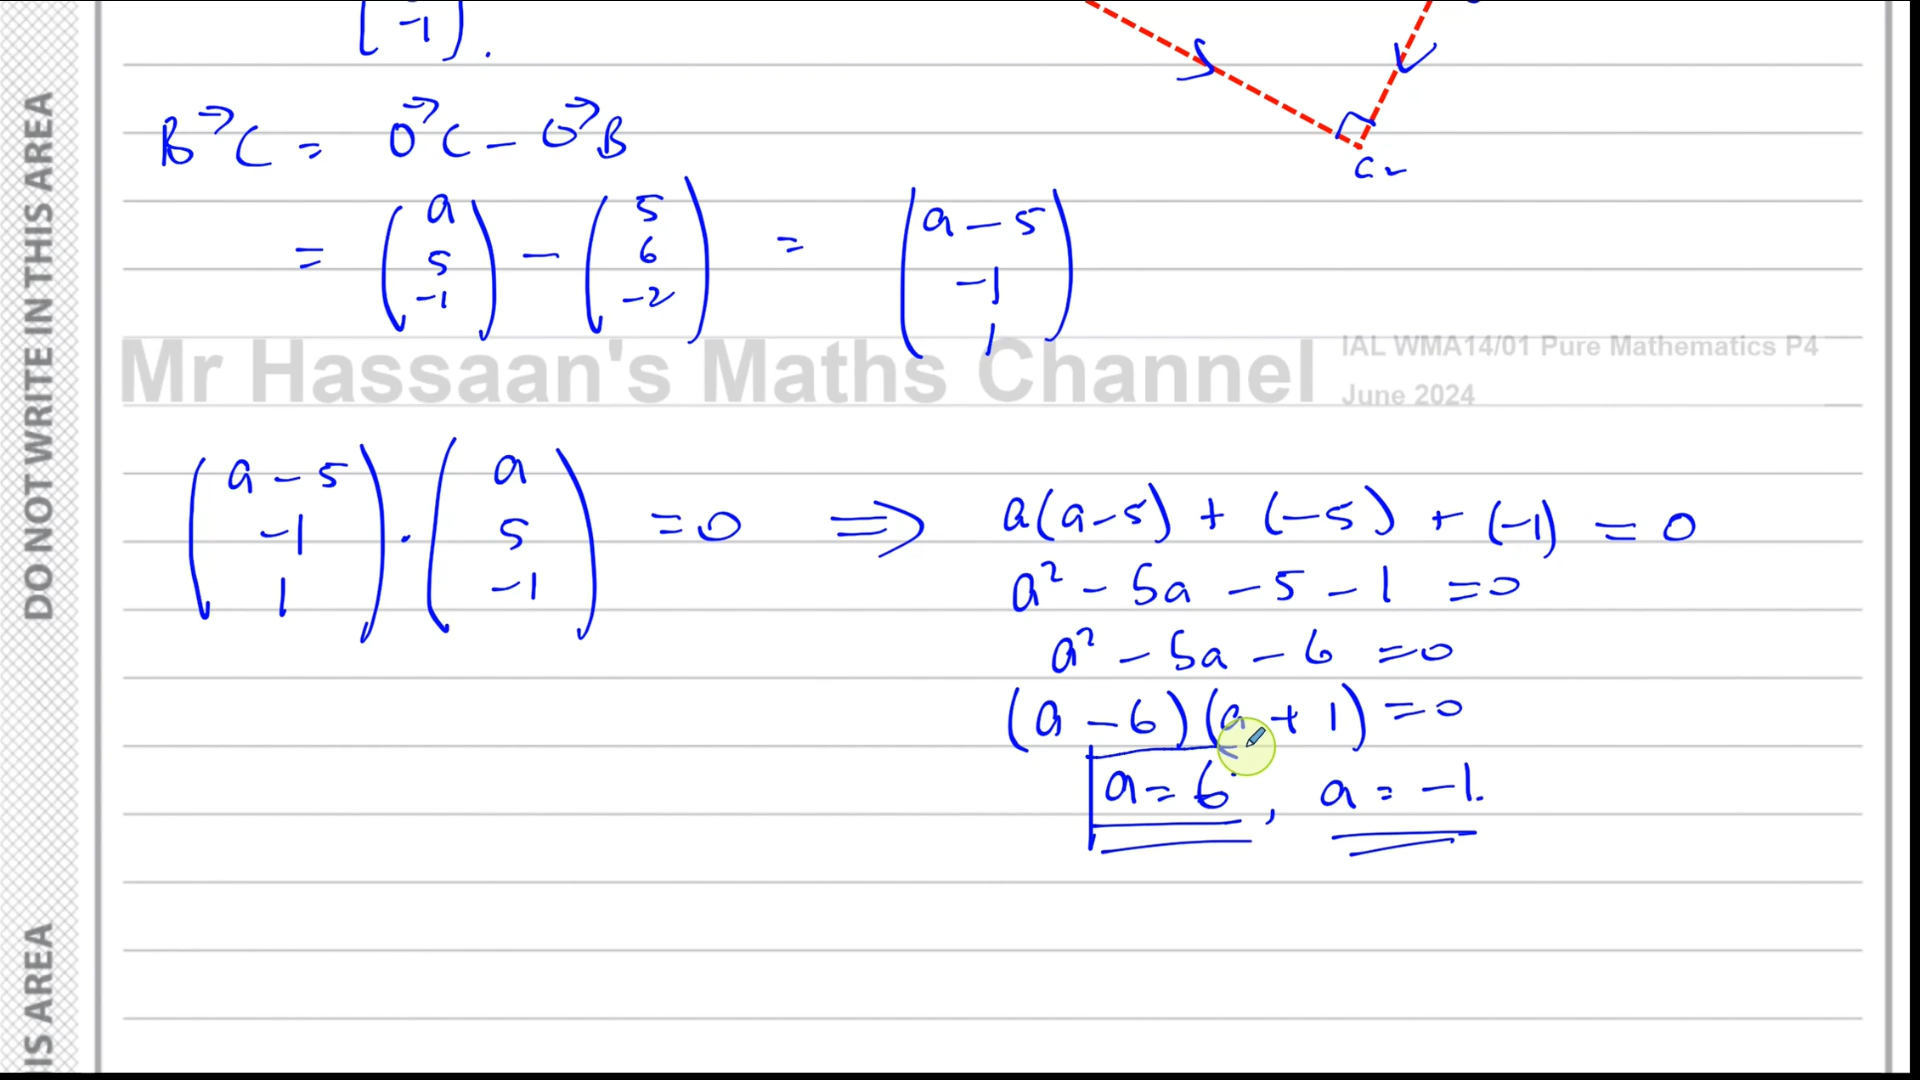 -1 .
B→C = O→C - O→B
= (a 5 -1) - (5 6 -2) = (a-5 -1 1)
C
Mr Hassaan's Maths Channel
IAL WMA14/01 Pure Mathematics P4
June 2024
(a-5 -1 1) . (a 5 -1) = 0 ⇒ a(a-5) + (-5) + (-1) = 0
a² - 5a - 5 - 1 = 0
a² - 5a - 6 = 0
(a - 6)(a + 1) = 0
a = 6 , a = -1.
DO NOT WRITE IN THIS AREA
IS AREA